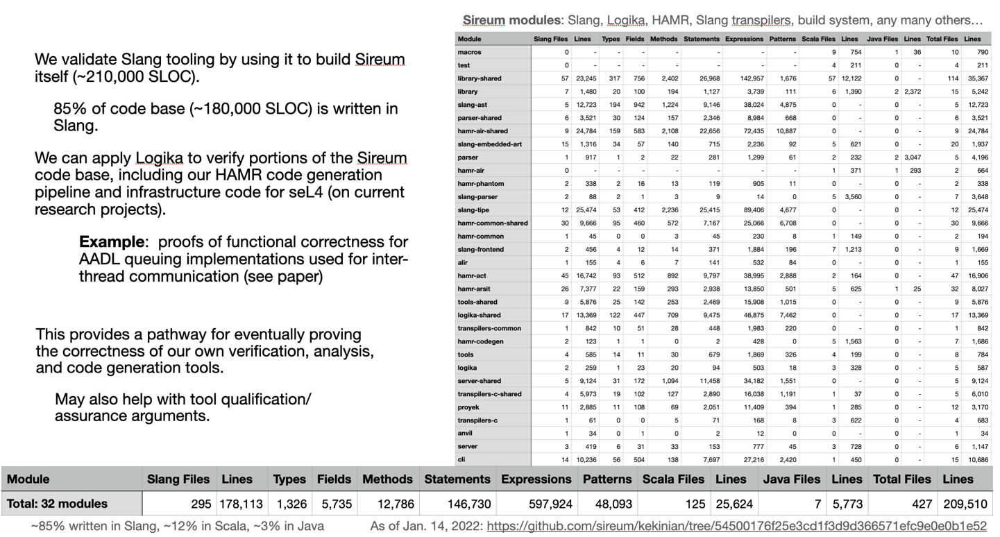 Sireum modules: Slang, Logika, HAMR, Slang transpilers, build system, any many others…
We validate Slang tooling by using it to build Sireum
itself (~210,000 SLOC).
85% of code base (~180,000 SLOC) is written in
Slang.
We can apply Logika to verify portions of the Sireum
code base, including our HAMR code generation
pipeline and infrastructure code for seL4 (on current
research projects).
Example: proofs of functional correctness for
AADL queuing implementations used for inter-
thread communication (see paper)
This provides a pathway for eventually proving
the correctness of our own verification, analysis,
and code generation tools.
May also help with tool qualification/
assurance arguments.
Module Slang Files Lines Types Fields Methods Statements Expressions Patterns Scala Files Lines Java Files Lines Total Files Lines
macros 0 - - - - - - - 9 754 1 36 10 790
test 0 - - - - - - - 4 211 0 - 4 211
library-shared 57 23,245 317 756 2,402 26,968 142,957 1,676 57 12,122 0 - 114 35,367
library 7 1,480 20 100 194 1,127 3,739 111 6 1,390 2 2,372 15 5,242
slang-ast 5 12,723 194 942 1,224 9,146 38,024 4,875 0 - 0 - 5 12,723
parser-shared 6 3,521 30 124 157 2,346 8,984 668 0 - 0 - 6 3,521
hamr-air-shared 9 24,784 159 583 2,108 22,656 72,435 10,887 0 - 0 - 9 24,784
slang-embedded-art 15 1,316 34 57 140 715 2,236 92 5 621 0 - 20 1,937
parser 1 917 1 2 22 281 1,299 61 2 232 2 3,047 5 4,196
hamr-air 0 - - - - - - - 1 371 1 293 2 664
hamr-phantom 2 338 2 16 13 119 905 11 0 - 0 - 2 338
slang-parser 2 88 2 1 3 9 14 0 5 3,560 0 - 7 3,648
slang-tipe 12 25,474 53 412 2,236 25,415 89,406 4,677 0 - 0 - 12 25,474
hamr-common-shared 30 9,666 95 460 572 7,167 25,066 6,708 0 - 0 - 30 9,666
hamr-common 1 45 0 0 3 45 230 8 1 149 0 - 2 194
slang-frontend 2 456 4 12 14 371 1,884 196 7 1,213 0 - 9 1,669
alir 1 155 4 6 7 141 532 84 0 - 0 - 1 155
hamr-act 45 16,742 93 512 892 9,797 38,995 2,888 2 164 0 - 47 16,906
hamr-arsit 26 7,377 22 159 293 2,938 13,850 501 5 625 1 25 32 8,027
tools-shared 9 5,876 25 142 253 2,469 15,908 1,015 0 - 0 - 9 5,876
logika-shared 17 13,369 122 447 709 9,475 46,875 7,462 0 - 0 - 17 13,369
transpilers-common 1 842 10 51 28 448 1,983 220 0 - 0 - 1 842
hamr-codegen 2 123 1 1 0 2 428 0 5 1,563 0 - 7 1,686
tools 4 585 14 11 30 679 1,869 326 4 199 0 - 8 784
logika 2 259 1 23 20 94 503 18 3 328 0 - 5 587
server-shared 5 9,124 31 172 1,094 11,458 34,182 1,551 0 - 0 - 5 9,124
transpilers-c-shared 4 5,973 19 102 127 2,890 16,038 1,191 1 37 0 - 5 6,010
proyek 11 2,885 11 108 69 2,051 11,409 394 1 285 0 - 12 3,170
transpilers-c 1 61 0 0 5 71 168 8 3 622 0 - 4 683
anvil 1 34 0 1 0 2 12 0 0 - 0 - 1 34
server 3 419 6 31 33 153 777 45 3 728 0 - 6 1,147
cli 14 10,236 56 504 138 7,697 27,216 2,420 1 450 0 - 15 10,686
Module Slang Files Lines Types Fields Methods Statements Expressions Patterns Scala Files Lines Java Files Lines Total Files Lines
Total: 32 modules 295 178,113 1,326 5,735 12,786 146,730 597,924 48,093 125 25,624 7 5,773 427 209,510
~85% written in Slang, ~12% in Scala, ~3% in Java
As of Jan. 14, 2022: https://github.com/sireum/kekinian/tree/54500176f25e3cd1f3d9d366571efc9e0e0b1e52